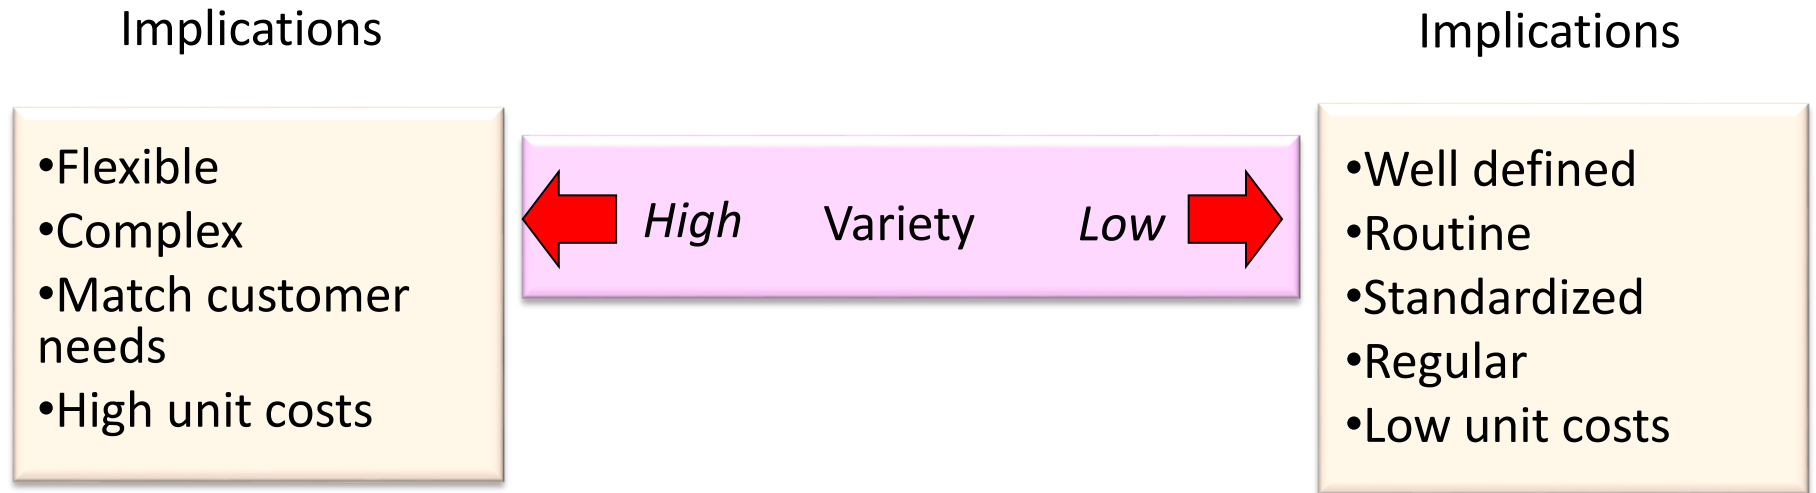 Implications
•Flexible
•Complex
•Match customer
needs
•High unit costs
High Variety Low
Implications
•Well defined
•Routine
•Standardized
•Regular
•Low unit costs